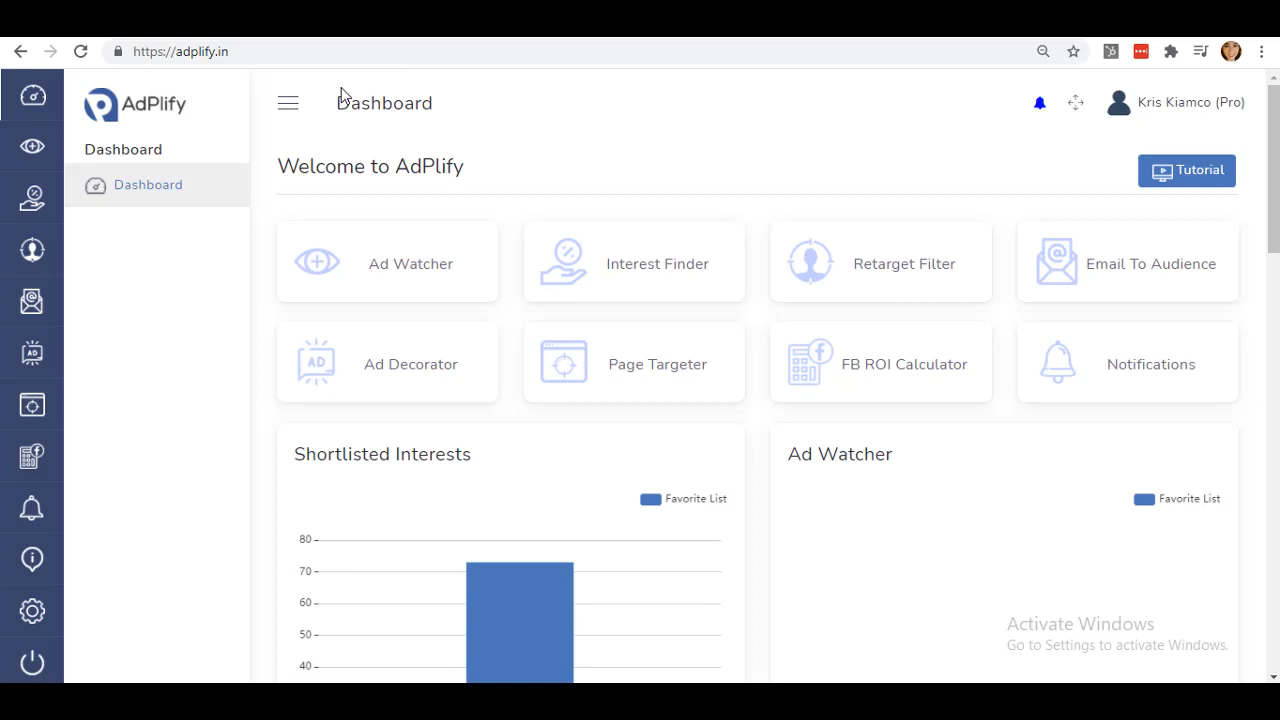 https://adplify.in
AdPlify
Dashboard
Kris Kiamco (Pro)
Dashboard
Dashboard
Welcome to AdPlify
Tutorial
Ad Watcher
Interest Finder
Retarget Filter
Email To Audience
AD
Ad Decorator
Page Targeter
FB ROI Calculator
Notifications
Shortlisted Interests
Favorite List
80
70
60
50
40
Ad Watcher
Favorite List
Activate Windows
Go to Settings to activate Windows.